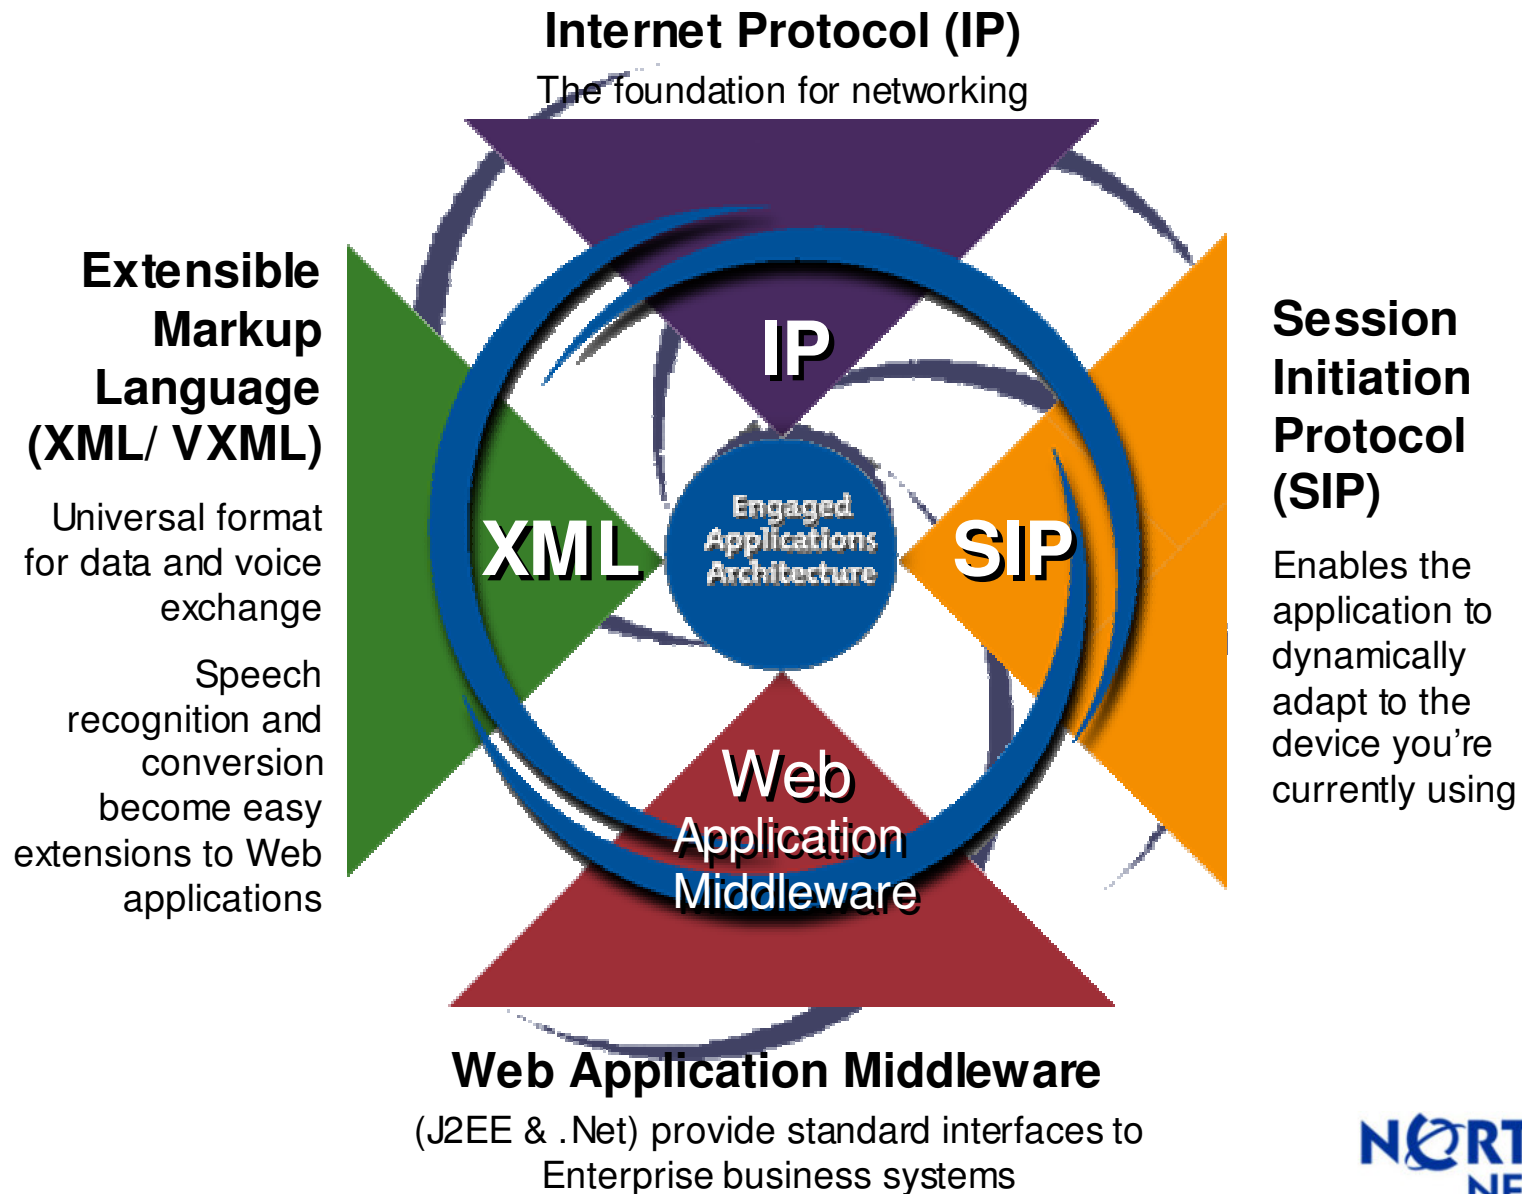 Internet Protocol (IP)
The foundation for networking
Extensible
Markup
Language
(XML/ VXML)
Universal format
for data and voice
exchange
Speech
recognition and
conversion
become easy
extensions to Web
applications
IP
XML
Engaged
Applications
Architecture
SIP
Web
Application
Middleware
Session
Initiation
Protocol
(SIP)
Enables the
application to
dynamically
adapt to the
device you're
currently using
Web Application Middleware
(J2EE & .Net) provide standard interfaces to
Enterprise business systems
NORT
NE